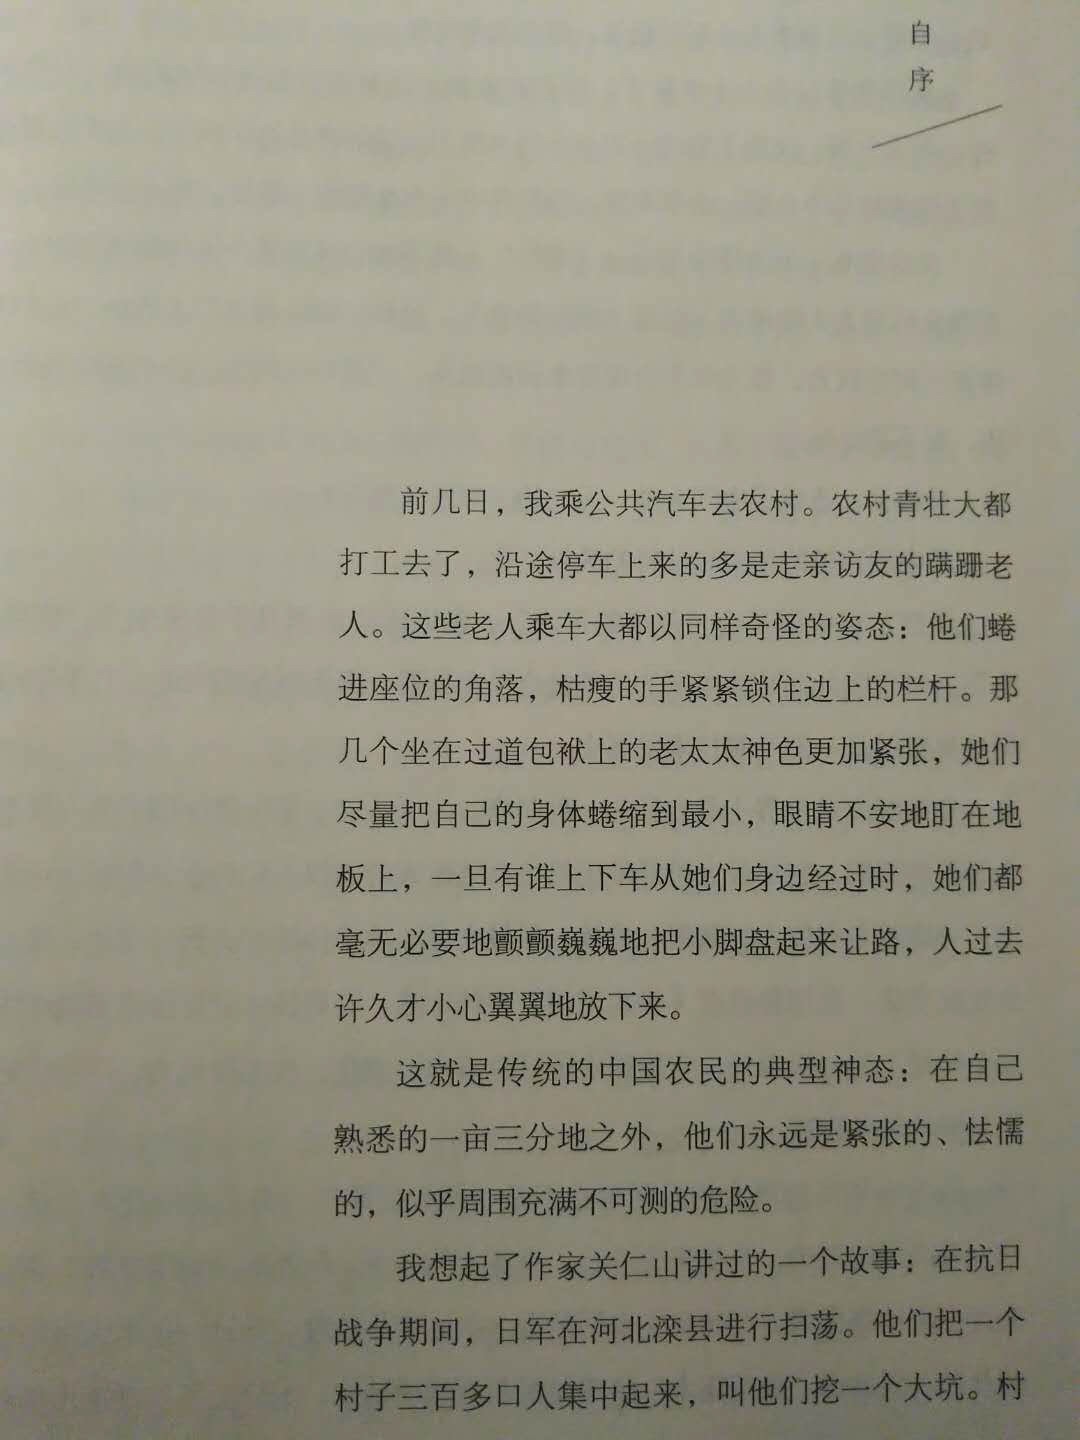 自序
前几日，我乘公共汽车去农村。农村青壮大都
打工去了，沿途停车上来的多是走亲访友的蹒跚老
人。这些老人乘车大都以同样奇怪的姿态：他们蜷
进座位的角落，枯瘦的手紧紧锁住边上的栏杆。那
几个坐在过道包袱上的老太太神色更加紧张，她们
尽量把自己的身体蜷缩到最小，眼睛不安地盯在地
板上，一旦有谁上下车从她们身边经过时，她们都
毫无必要地颤颤巍巍地把小脚盘起来让路，人过去
许久才小心翼翼地放下来。
这就是传统的中国农民的典型神态：在自己
熟悉的一亩三分地之外，他们永远是紧张的、怯懦
的，似乎周围充满不可测的危险。
我想起了作家关仁山讲过的一个故事：在抗日
战争期间，日军在河北滦县进行扫荡。他们把一个
村子三百多口人集中起来，叫他们挖一个大坑。村